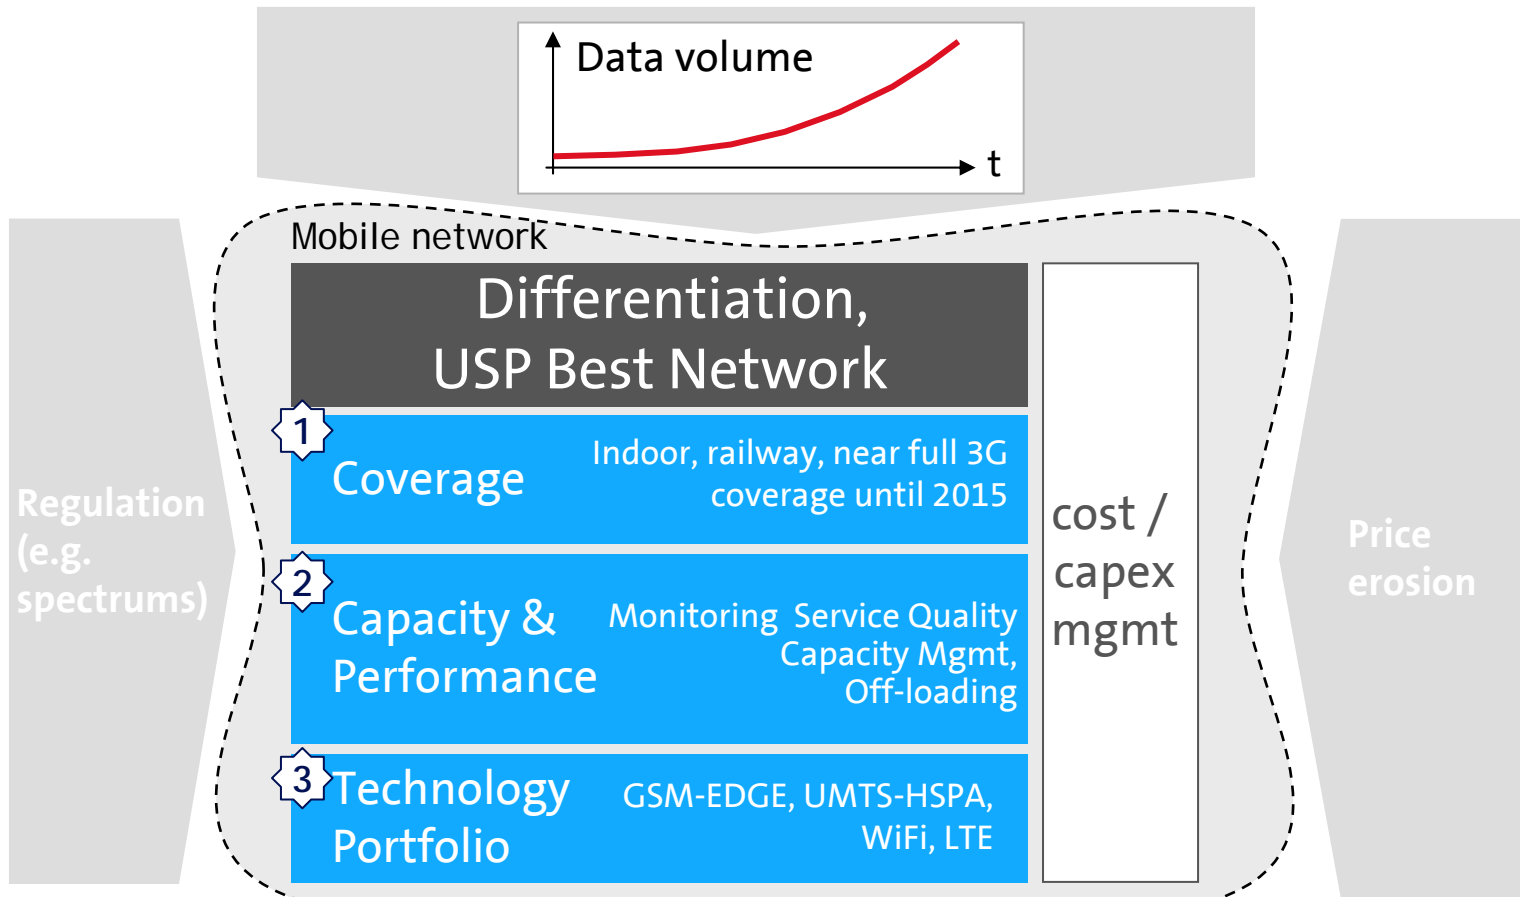 Data volume
t
Mobile network
Differentiation,
USP Best Network
1
Coverage
Indoor, railway, near full 3G
coverage until 2015
2
Capacity &
Performance
Monitoring Service Quality
Capacity Mgmt,
Off-loading
3
Technology
Portfolio
GSM-EDGE, UMTS-HSPA,
WiFi, LTE
cost /
capex
mgmt
Regulation
(e.g.
spectrums)
Price
erosion